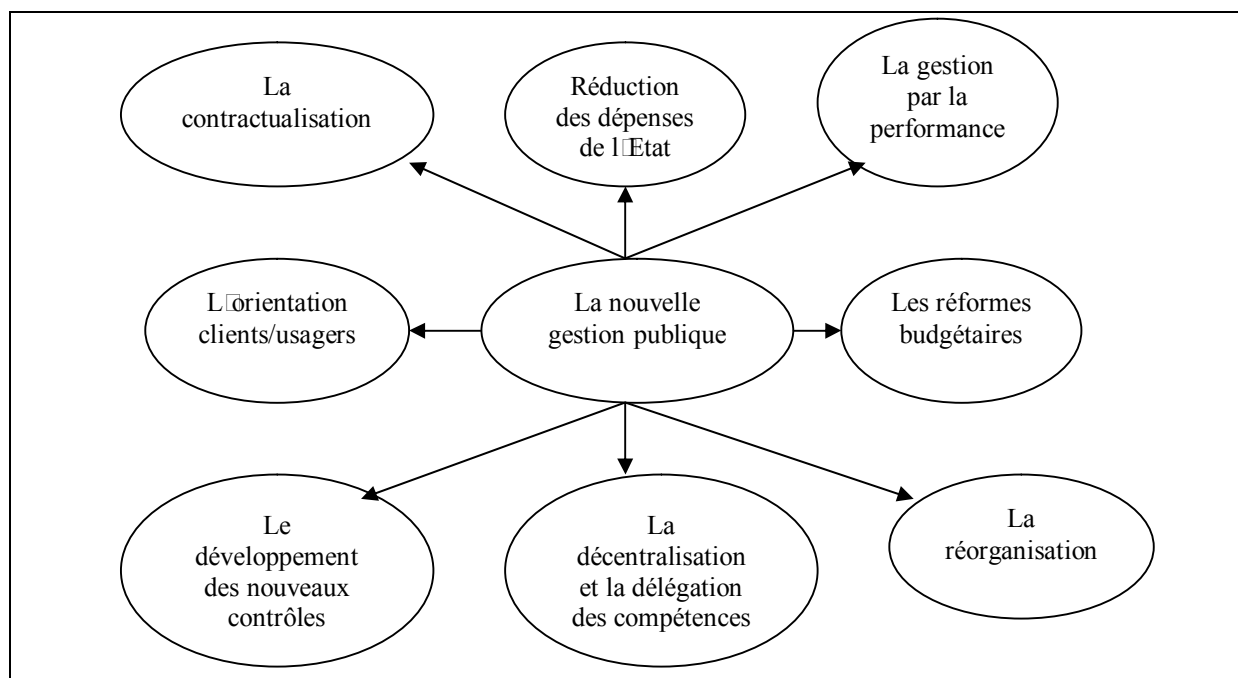 La
contractualisation
Réduction
des dépenses
de l□Etat
La gestion
par la
performance
L□orientation
clients/usagers
La nouvelle
gestion publique
Les réformes
budgétaires
Le
développement
des nouveaux
contrôles
La
décentralisation
et la délégation
des compétences
La
réorganisation